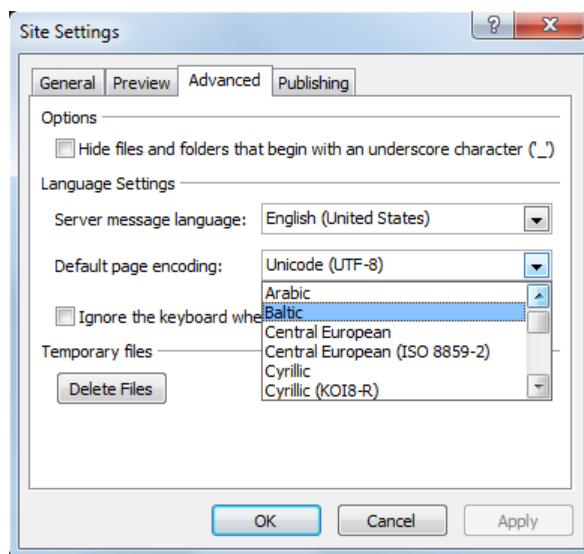 Site Settings
General Preview Advanced Publishing
Options
Hide files and folders that begin with an underscore character ('_')
Language Settings
Server message language: English (United States)
Default page encoding: Unicode (UTF-8)
Arabic
Baltic
Ignore the keyboard whe
Central European
Central European (ISO 8859-2)
Temporary files
Cyrillic
Cyrillic (KOI8-R)
Delete Files
OK Cancel Apply